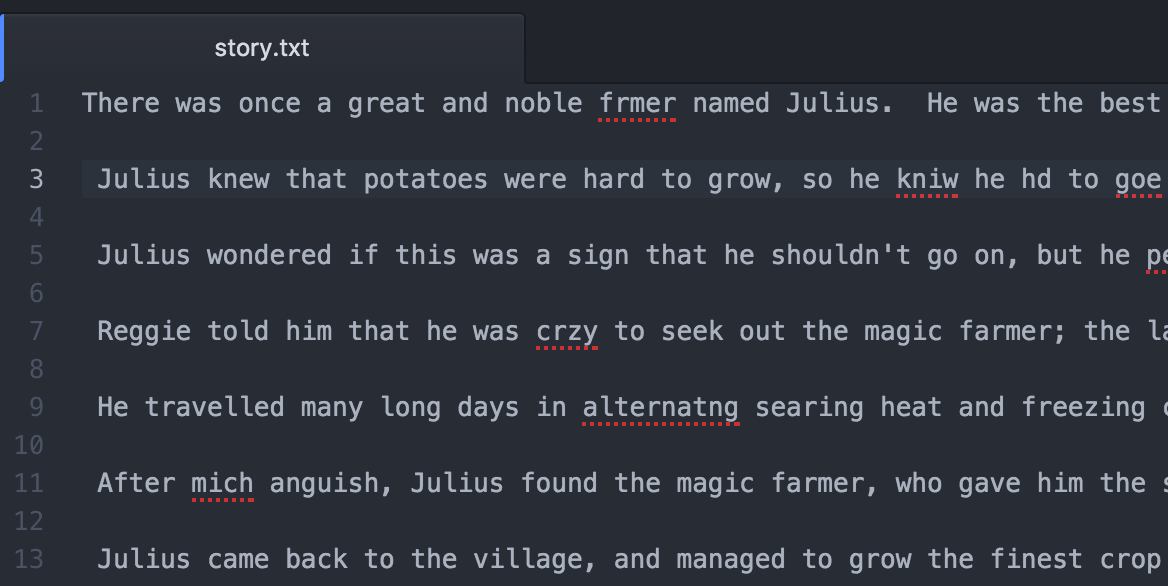 story.txt
1 There was once a great and noble frmer named Julius.  He was the best
2
3 Julius knew that potatoes were hard to grow, so he kniw he hd to goe
4
5 Julius wondered if this was a sign that he shouldn't go on, but he
6
7 Reggie told him that he was crzy to seek out the magic farmer; the
8
9 He travelled many long days in alternatng searing heat and freezing
10
11 After mich anguish, Julius found the magic farmer, who gave him the
12
13 Julius came back to the village, and managed to grow the finest crop